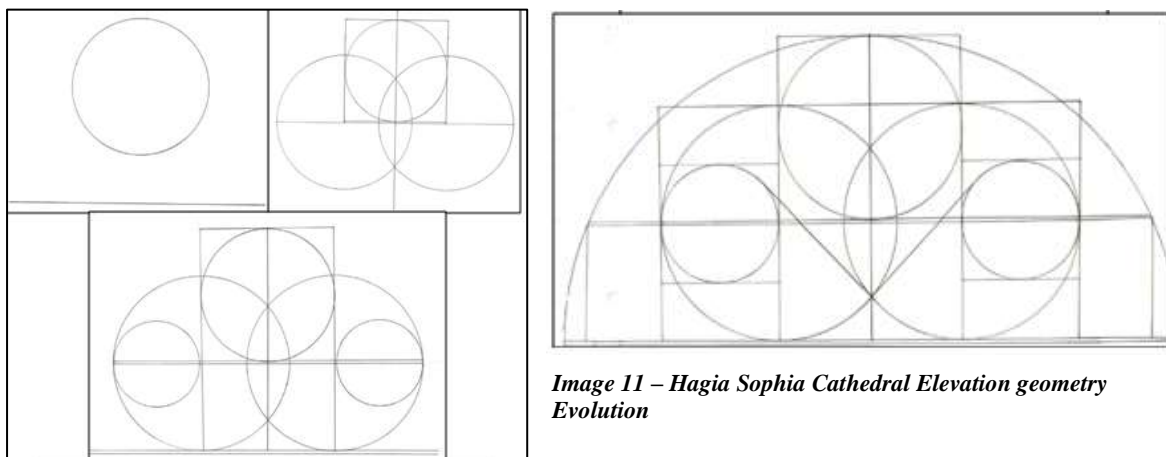 Image 11 – Hagia Sophia Cathedral Elevation geometry
Evolution